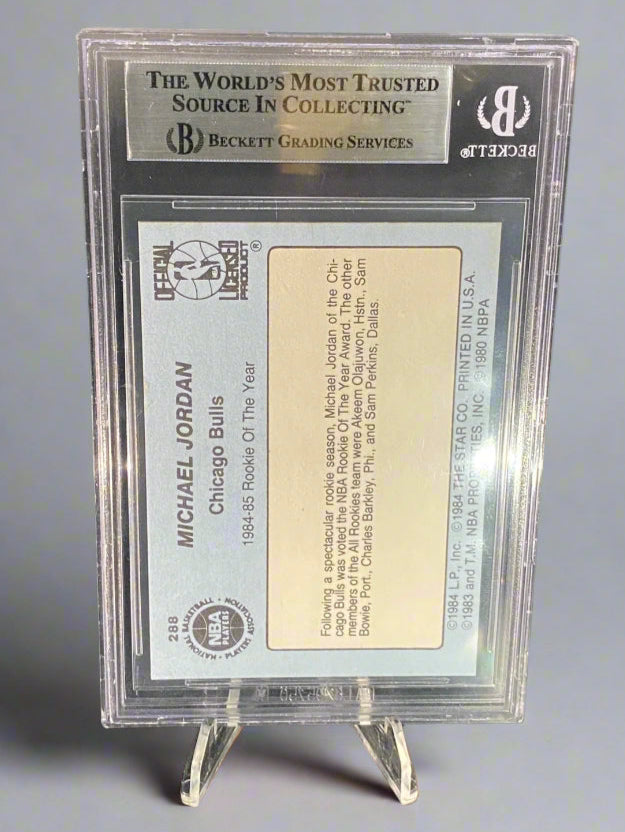 THE WORLD'S MOST TRUSTED
SOURCE IN COLLECTING™
B BECKETT GRADING SERVICES
B
BECKETT®
OFFICIAL
NBA
LICENSED
PRODUCT
®
288
NATIONAL BASKETBALL
NBA
PLAYERS
PLAYERS ASSOCIATION
MICHAEL JORDAN
Chicago Bulls
1984-85 Rookie Of The Year
Following a spectacular rookie season, Michael Jordan of the Chi-
cago Bulls was voted the NBA Rookie Of The Year Award. The other
members of the All Rookies team were Akeem Olajuwon, Hstn., Sam
Bowie, Port., Charles Barkley, Phi., and Sam Perkins, Dallas.
©1984 L.P., Inc. ©1984 THE STAR CO. PRINTED IN U.S.A.
©1983 and T.M. NBA PROPERTIES, INC. ©1980 NBPA